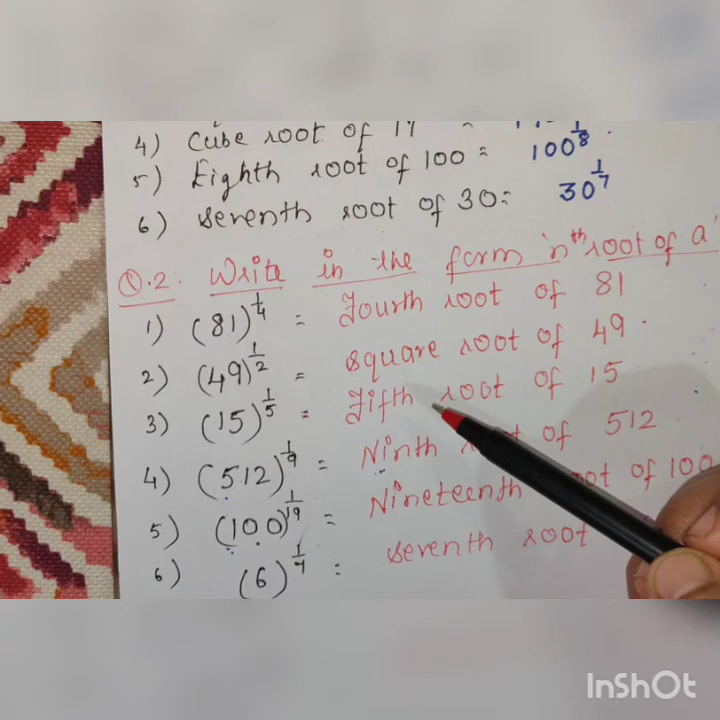 4) Cube root of 17 =
5) Eighth root of 100 = 100^1/8.
6) Seventh root of 30 = 30^1/7
Q.2. Write in the form 'nth root of a'
1) (81)^1/4 = Fourth root of 81
2) (49)^1/2 = Square root of 49.
3) (15)^1/5 = Fifth root of 15
4) (512)^1/9 = Ninth of 512
5) (100)^1/19 = Nineteenth root of 100
6) (6)^1/7 = Seventh root
InShOt